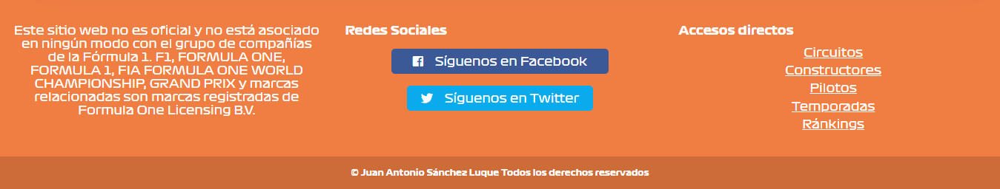 Este sitio web no es oficial y no está asociado
en ningún modo con el grupo de compañías
de la Fórmula 1. F1, FORMULA ONE,
FORMULA 1, FIA FORMULA ONE WORLD
CHAMPIONSHIP, GRAND PRIX y marcas
relacionadas son marcas registradas de
Formula One Licensing B.V.
Redes Sociales
Síguenos en Facebook
Síguenos en Twitter
Accesos directos
Circuitos
Constructores
Pilotos
Temporadas
Ránkings
© Juan Antonio Sánchez Luque Todos los derechos reservados